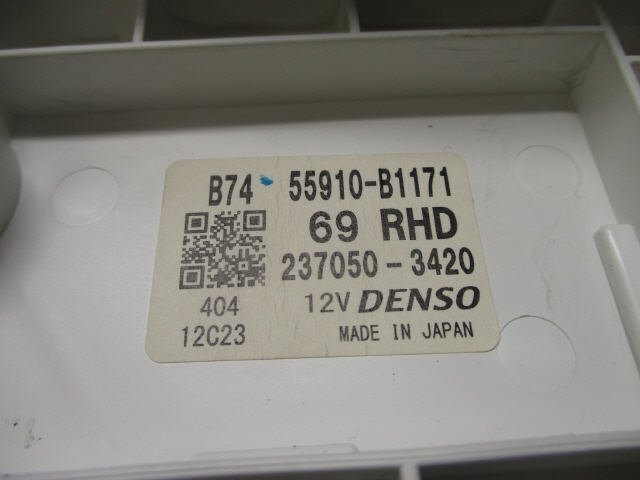 B74 55910-B1171
69 RHD
237050-3420
404 12V DENSO
12C23 MADE IN JAPAN